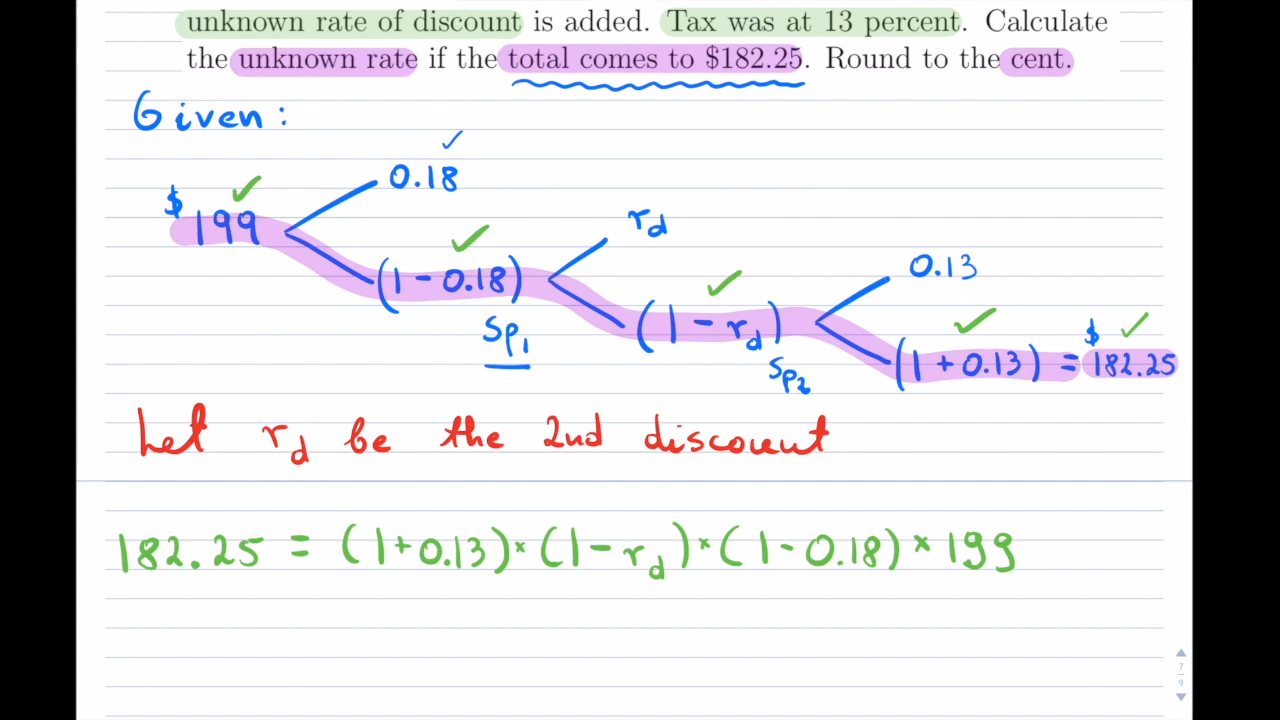 unknown rate of discount is added. Tax was at 13 percent. Calculate
the unknown rate if the total comes to $182.25. Round to the cent.
Given:
0.18
$199
r_d
(1 - 0.18)
0.13
Sp_1
(1 - r_d)
Sp_2
(1 + 0.13) = $182.25
Let r_d be the 2nd discount
182.25 = (1+0.13)×(1-r_d)×(1-0.18)×199
7
9